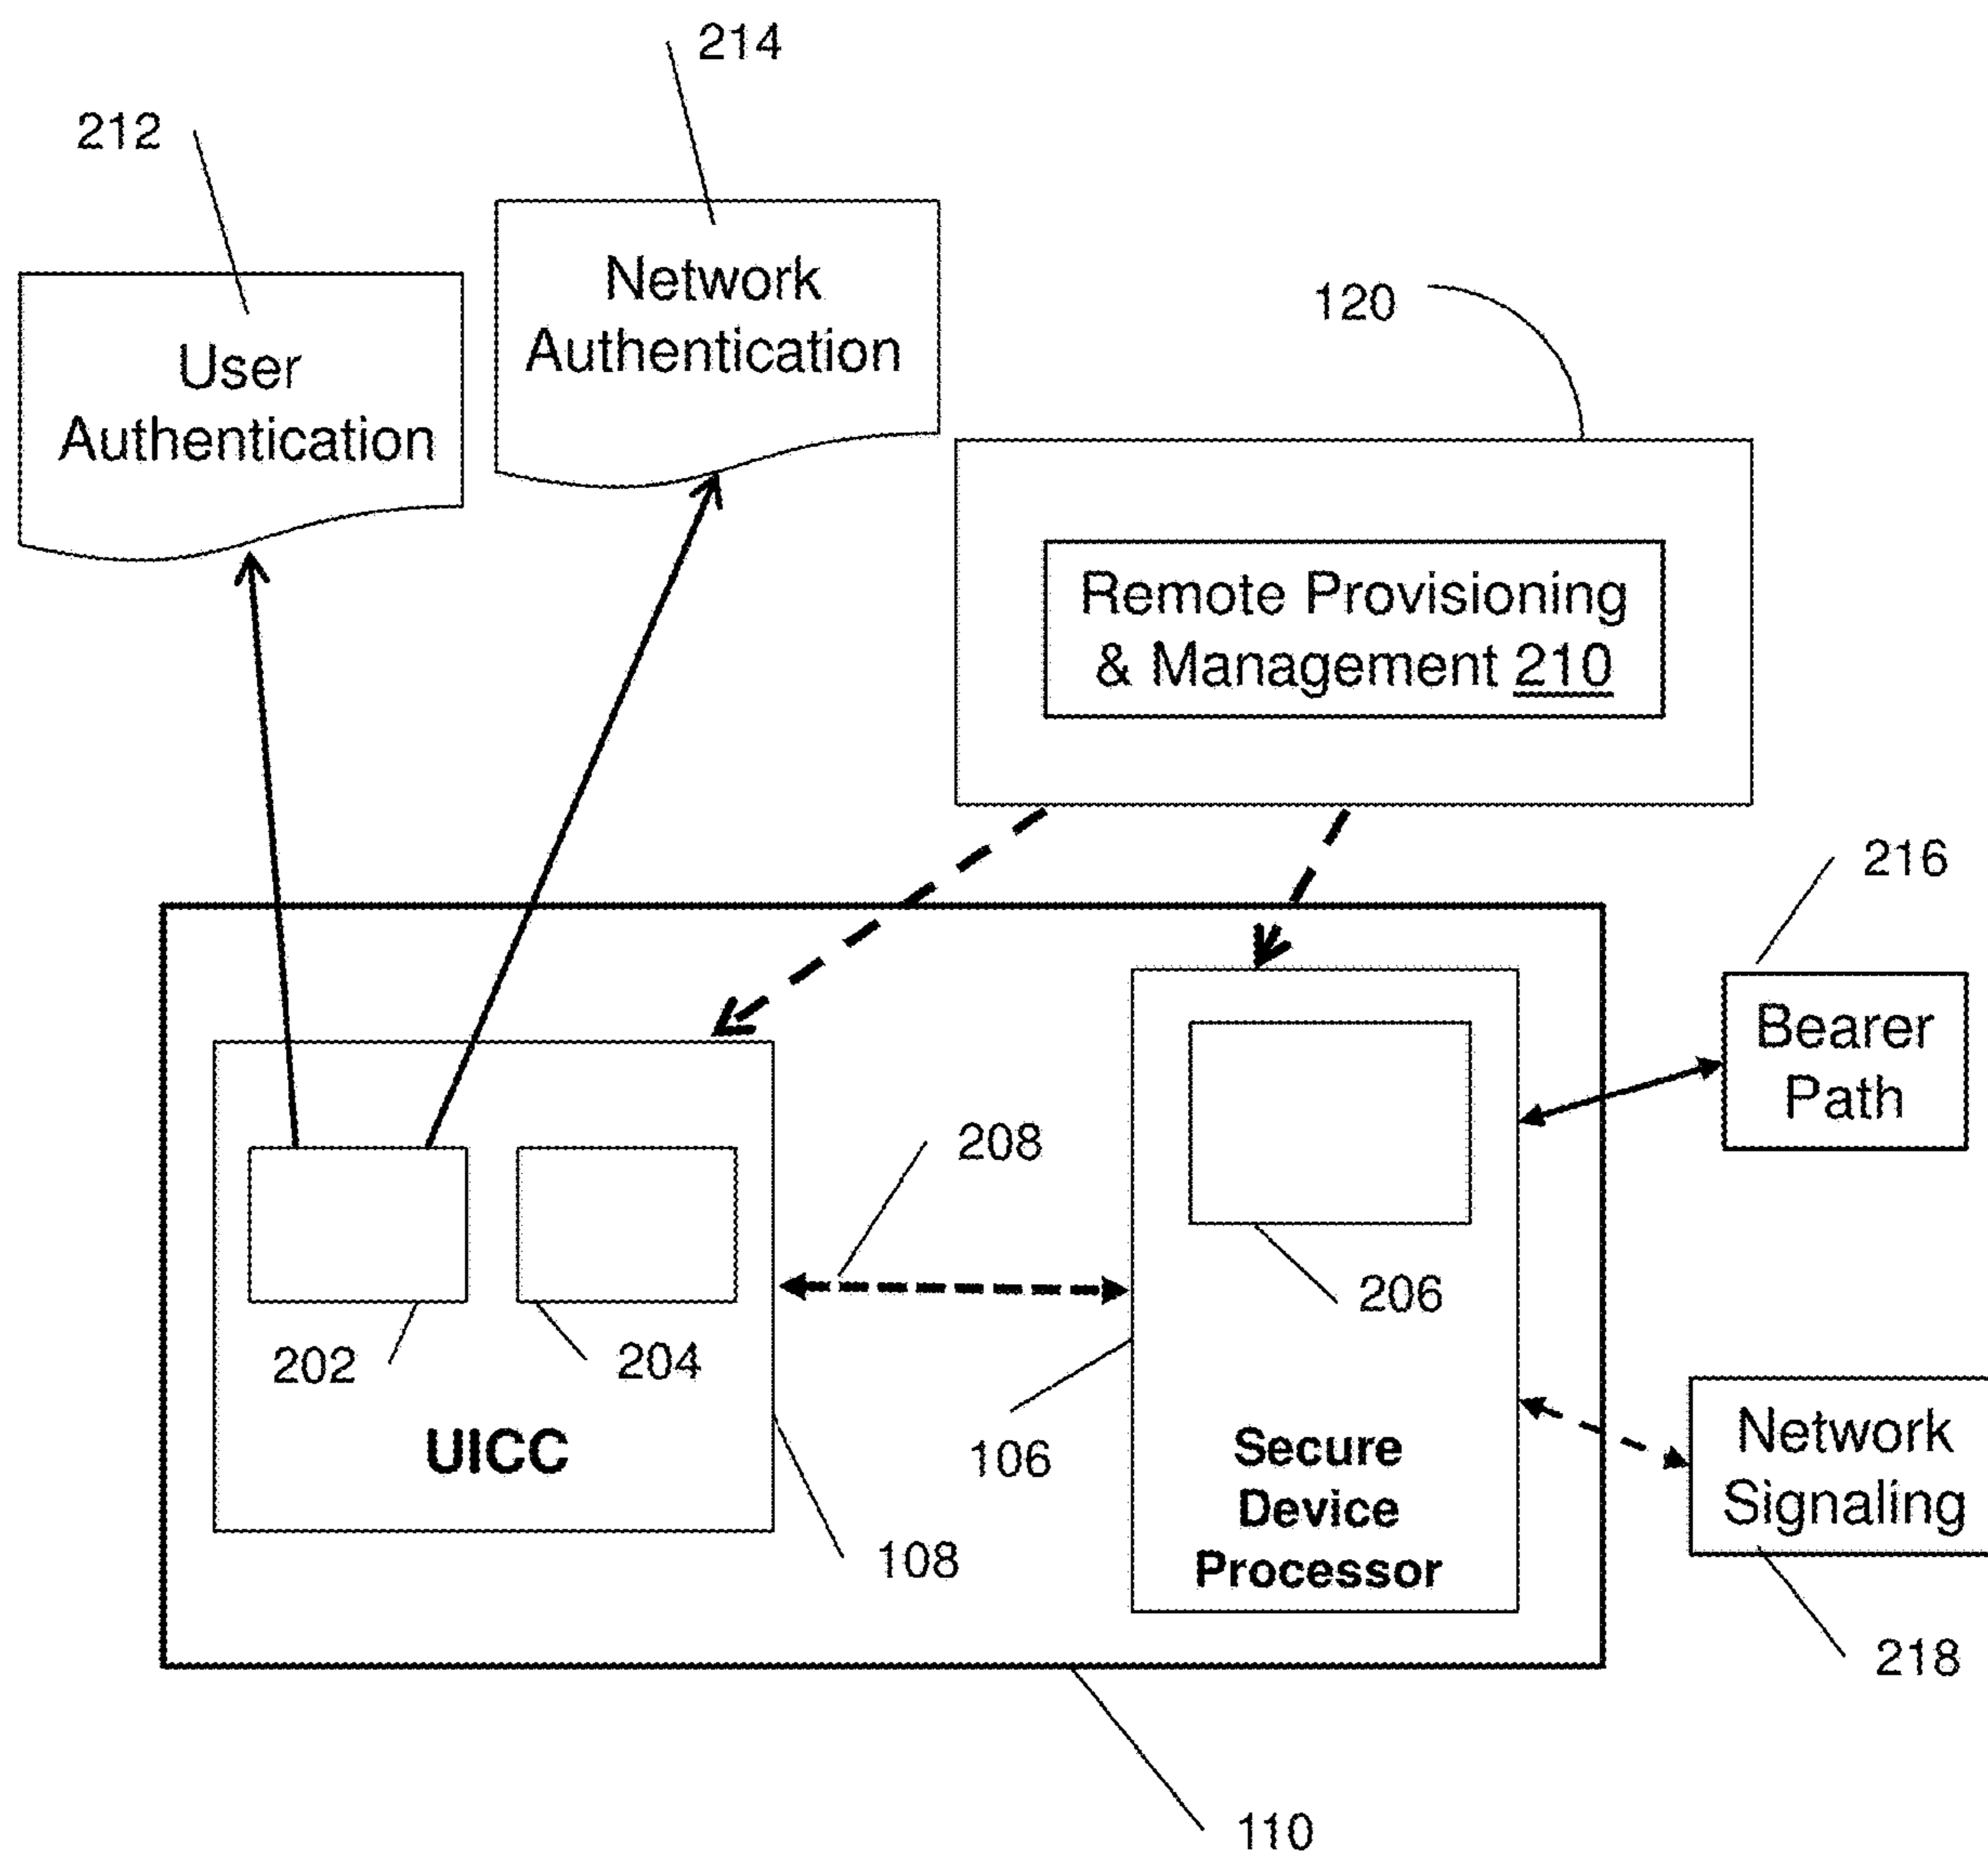 214
212
Network
Authentication
120
User
Authentication
Remote Provisioning
& Management 210
216
Bearer
Path
208
206
202
204
UICC
106
Secure
Device
Processor
Network
Signaling
108
218
110